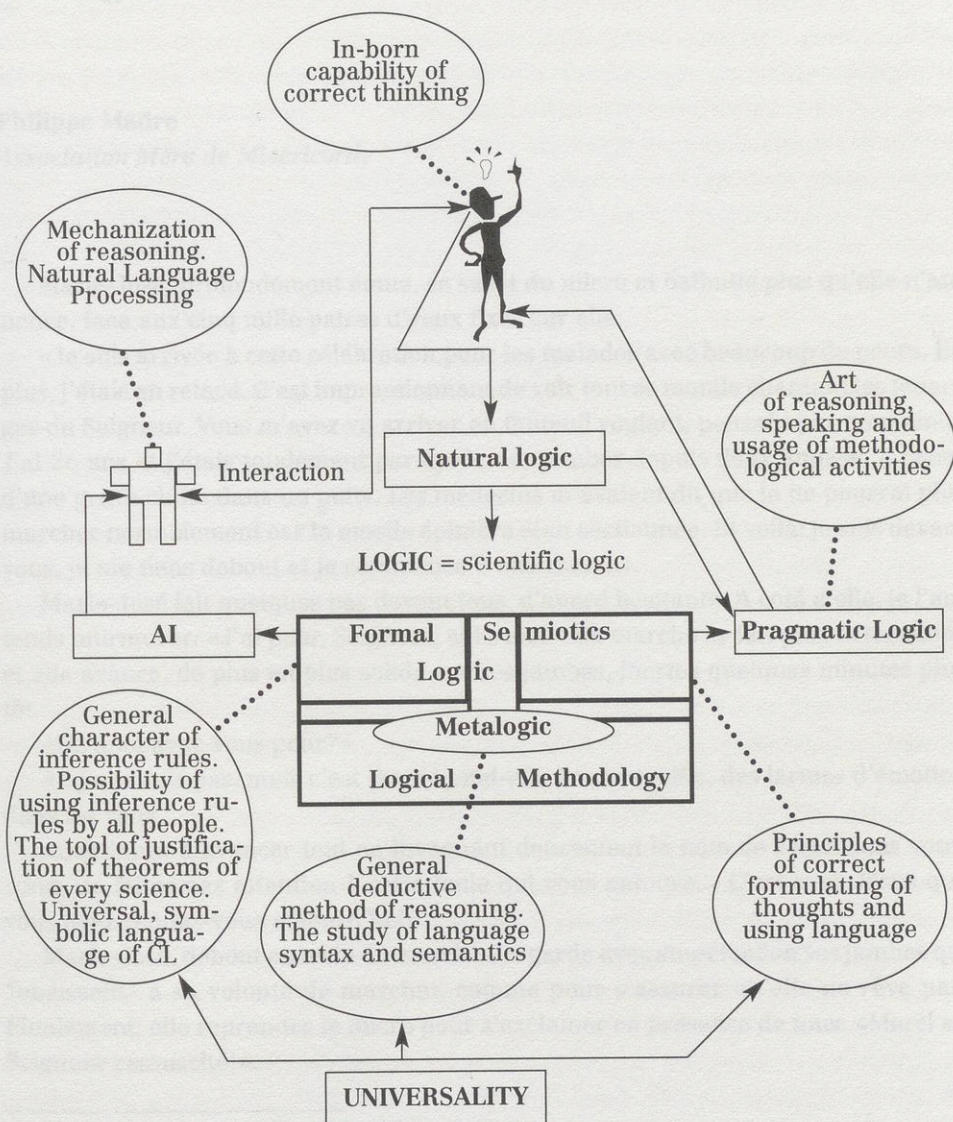 In-born
capability of
correct thinking
Mechanization
of reasoning.
Natural Language
Processing
Art
of reasoning,
speaking and
usage of methodo-
logical activities
Interaction
Natural logic
LOGIC = scientific logic
AI
Formal
Logic
Semiotics
Pragmatic Logic
Metalogic
Logical Methodology
General
character of
inference rules.
Possibility of
using inference ru-
les by all people.
The tool of justifica-
tion of theorems of
every science.
Universal, sym-
bolic langua-
ge of CL
General
deductive
method of reasoning.
The study of language
syntax and semantics
Principles
of correct
formulating of
thoughts and
using language
UNIVERSALITY